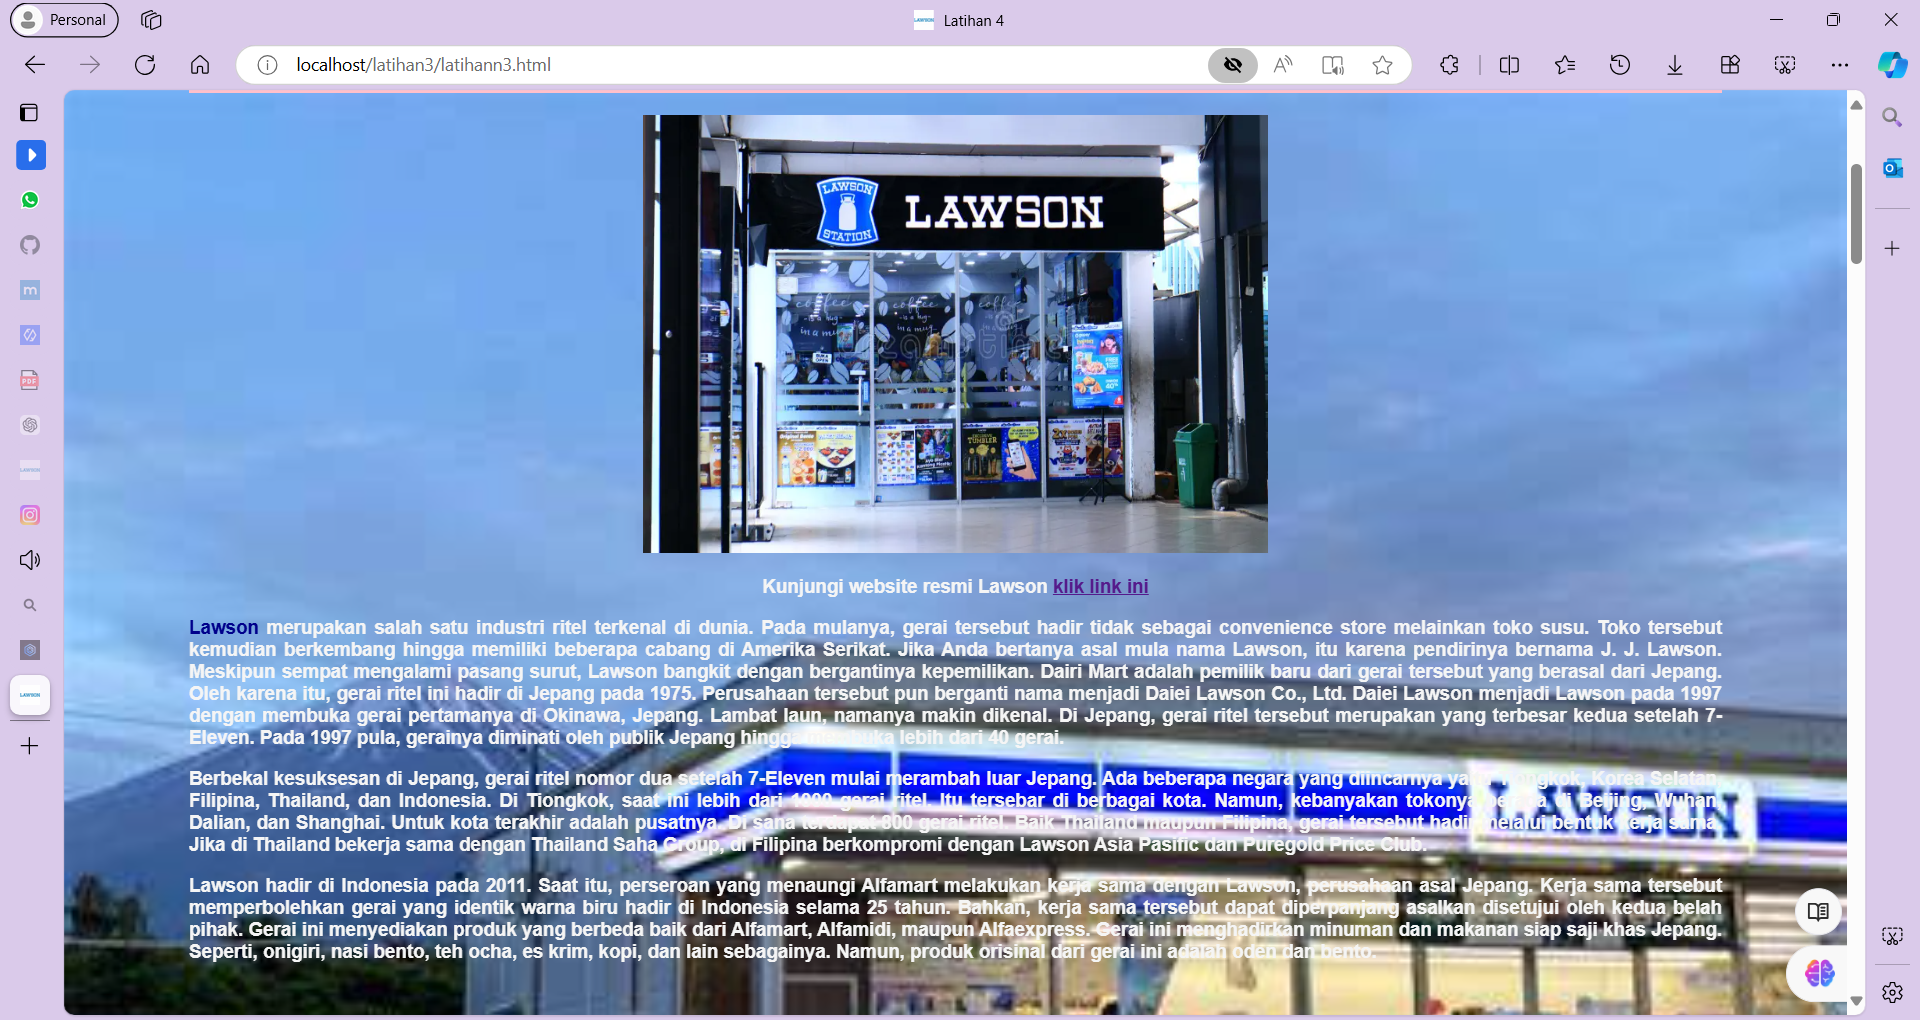 Personal
Latihan 4
localhost/latihan3/latihann3.html
LAWSON
STATION
LAWSON
coffee coffee coffee
is a hug is a hug
in a mug in a mug
TUMBLER
Kunjungi website resmi Lawson klik link ini
Lawson merupakan salah satu industri ritel terkenal di dunia. Pada mulanya, gerai tersebut hadir tidak sebagai convenience store melainkan toko susu. Toko tersebut
kemudian berkembang hingga memiliki beberapa cabang di Amerika Serikat. Jika Anda bertanya asal mula nama Lawson, itu karena pendirinya bernama J. J. Lawson.
Meskipun sempat mengalami pasang surut, Lawson bangkit dengan bergantinya kepemilikan. Dairi Mart adalah pemilik baru dari gerai tersebut yang berasal dari Jepang.
Oleh karena itu, gerai ritel ini hadir di Jepang pada 1975. Perusahaan tersebut pun berganti nama menjadi Daiei Lawson Co., Ltd. Daiei Lawson menjadi Lawson pada 1997
dengan membuka gerai pertamanya di Okinawa, Jepang. Lambat laun, namanya makin dikenal. Di Jepang, gerai ritel tersebut merupakan yang terbesar kedua setelah 7-
Eleven. Pada 1997 pula, gerainya diminati oleh publik Jepang hingga membuka lebih dari 40 gerai.
Berbekal kesuksesan di Jepang, gerai ritel nomor dua setelah 7-Eleven mulai merambah luar Jepang. Ada beberapa negara yang diincarnya yaitu Tiongkok, Korea Selatan,
Filipina, Thailand, dan Indonesia. Di Tiongkok, saat ini lebih dari 1000 gerai ritel. Itu tersebar di berbagai kota. Namun, kebanyakan tokonya berada di Beijing, Wuhan,
Dalian, dan Shanghai. Untuk kota terakhir adalah pusatnya. Di sana terdapat 800 gerai ritel. Baik Thailand maupun Filipina, gerai tersebut hadir melalui bentuk kerja sama.
Jika di Thailand bekerja sama dengan Thailand Saha Group, di Filipina berkompromi dengan Lawson Asia Pasific dan Puregold Price Club.
Lawson hadir di Indonesia pada 2011. Saat itu, perseroan yang menaungi Alfamart melakukan kerja sama dengan Lawson, perusahaan asal Jepang. Kerja sama tersebut
memperbolehkan gerai yang identik warna biru hadir di Indonesia selama 25 tahun. Bahkan, kerja sama tersebut dapat diperpanjang asalkan disetujui oleh kedua belah
pihak. Gerai ini menyediakan produk yang berbeda baik dari Alfamart, Alfamidi, maupun Alfaexpress. Gerai ini menghadirkan minuman dan makanan siap saji khas Jepang.
Seperti, onigiri, nasi bento, teh ocha, es krim, kopi, dan lain sebagainya. Namun, produk orisinal dari gerai ini adalah oden dan bento.